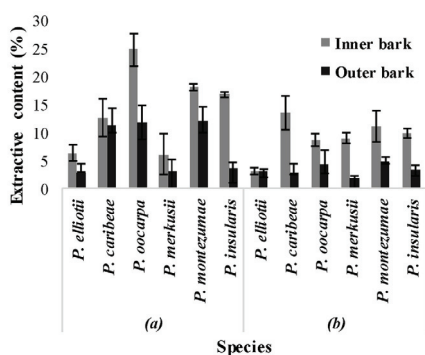 30
25
20
15
10
5
0
Extractive content (%)
Inner bark
Outer bark
P. elliotii
P. caribeae
P. oocarpa
P. merkusii
P. montezumae
P. insularis
P. elliotii
P. caribeae
P. oocarpa
P. merkusii
P. montezumae
P. insularis
(a)
(b)
Species